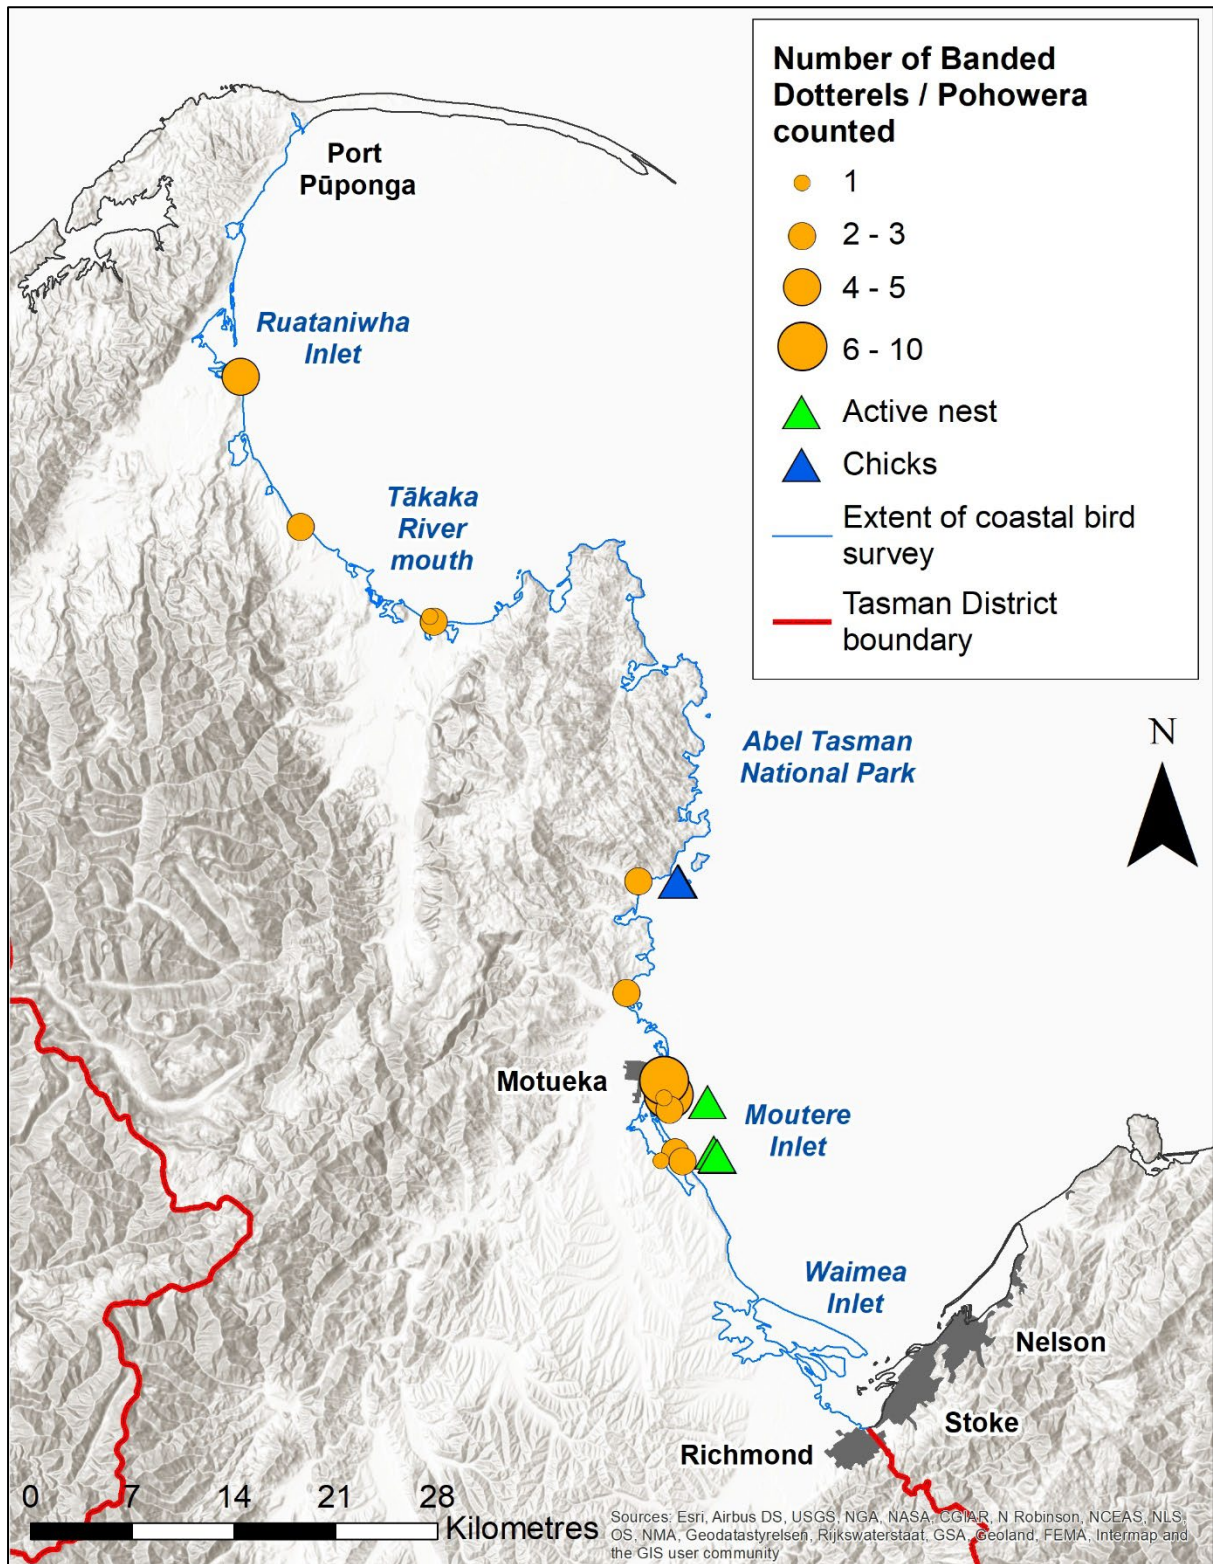 Number of Banded
Dotterels / Pohowera
counted
1
2 - 3
4 - 5
6 - 10
Active nest
Chicks
Extent of coastal bird
survey
Tasman District
boundary
Port
Pūponga
Ruataniwha
Inlet
Tākaka
River
mouth
Abel Tasman
National Park
N
Motueka
Moutere
Inlet
Waimea
Inlet
Nelson
Stoke
Richmond
0 7 14 21 28
Kilometres
Sources: Esri, Airbus DS, USGS, NGA, NASA, CGIAR, N Robinson, NCEAS, NLS,
OS, NMA, Geodatastyrelsen, Rijkswaterstaat, GSA, Geoland, FEMA, Intermap and
the GIS user community